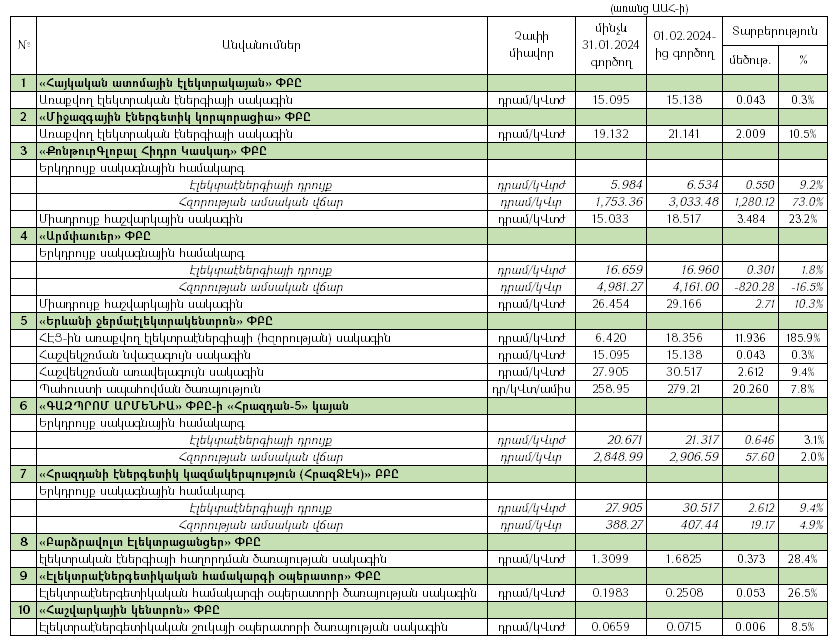 (առանց ԱԱՀ-ի)
№ Անվանումներ Չափի միավոր մինչև 31.01.2024 գործող 01.02.2024-ից գործող Տարբերություն
մեծութ. %
1 «Հայկական ատոմային էլեկտրակայան» ՓԲԸ
Առաքվող էլեկտրական էներգիայի սակագին դրամ/կՎտժ 15.095 15.138 0.043 0.3%
2 «Միջազգային էներգետիկ կորպորացիա» ՓԲԸ
Առաքվող էլեկտրական էներգիայի սակագին դրամ/կՎտժ 19.132 21.141 2.009 10.5%
3 «ՔոնթուրԳլոբալ Հիդրո Կասկադ» ՓԲԸ
Երկդրույք սակագնային համակարգ
Էլեկտրաէներգիայի դրույք դրամ/կՎտժ 5.984 6.534 0.550 9.2%
Հզորության ամսական վճար դրամ/կՎտ 1,753.36 3,033.48 1,280.12 73.0%
Միադրույք հաշվարկային սակագին դրամ/կՎտժ 15.033 18.517 3.484 23.2%
4 «Արմփաուեր» ՓԲԸ
Երկդրույք սակագնային համակարգ
Էլեկտրաէներգիայի դրույք դրամ/կՎտժ 16.659 16.960 0.301 1.8%
Հզորության ամսական վճար դրամ/կՎտ 4,981.27 4,161.00 -820.28 -16.5%
Միադրույք հաշվարկային սակագին դրամ/կՎտժ 26.454 29.166 2.71 10.3%
5 «Երևանի ջերմաէլեկտրակենտրոն» ՓԲԸ
ՀԷՑ-ին առաքվող էլեկտրաէներգիայի (հզորության) սակագին դրամ/կՎտժ 6.420 18.356 11.936 185.9%
Հաշվեկշռման նվազագույն սակագին դրամ/կՎտժ 15.095 15.138 0.043 0.3%
Հաշվեկշռման առավելագույն սակագին դրամ/կՎտժ 27.905 30.517 2.612 9.4%
Պահուստի ապահովման ծառայություն դր/կՎտ/ամիս 258.95 279.21 20.260 7.8%
6 «ԳԱԶՊՐՈՄ ԱՐՄԵՆԻԱ» ՓԲԸ-ի «Հրազդան-5» կայան
Երկդրույք սակագնային համակարգ
Էլեկտրաէներգիայի դրույք դրամ/կՎտժ 20.671 21.317 0.646 3.1%
Հզորության ամսական վճար դրամ/կՎտ 2,848.99 2,906.59 57.60 2.0%
7 «Հրազդանի էներգետիկ կազմակերպություն (ՀրազՋԷԿ)» ԲԲԸ
Երկդրույք սակագնային համակարգ
Էլեկտրաէներգիայի դրույք դրամ/կՎտժ 27.905 30.517 2.612 9.4%
Հզորության ամսական վճար դրամ/կՎտ 388.27 407.44 19.17 4.9%
8 «Բարձրավոլտ Էլեկտրացանցեր» ՓԲԸ
Էլեկտրական էներգիայի հաղորդման ծառայության սակագին դրամ/կՎտժ 1.3099 1.6825 0.373 28.4%
9 «Էլեկտրաէներգետիկական համակարգի օպերատոր» ՓԲԸ
Էլեկտրաէներգետիկական համակարգի օպերատորի ծառայության սակագին դրամ/կՎտժ 0.1983 0.2508 0.053 26.5%
10 «Հաշվարկային կենտրոն» ՓԲԸ
Էլեկտրաէներգետիկական շուկայի օպերատորի ծառայության սակագին դրամ/կՎտժ 0.0659 0.0715 0.006 8.5%